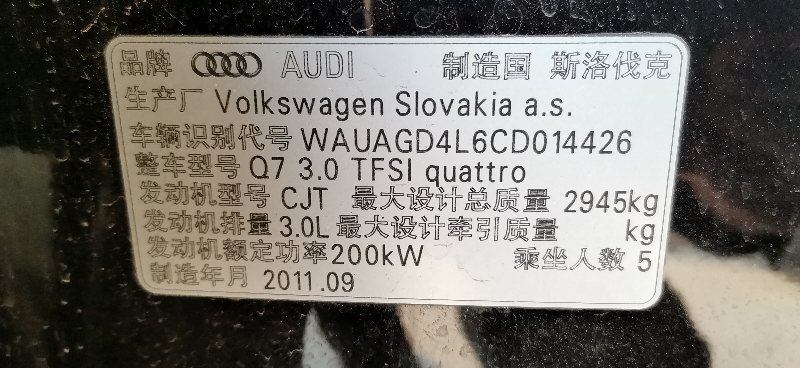 品牌 AUDI 制造国 斯洛伐克
生产厂 Volkswagen Slovakia a.s.
车辆识别代号 WAUAGD4L6CD014426
整车型号 Q7 3.0 TFSI quattro
发动机型号 CJT 最大设计总质量 2945kg
发动机排量 3.0L 最大设计牵引质量 kg
发动机额定功率 200kW 乘坐人数 5
制造年月 2011.09